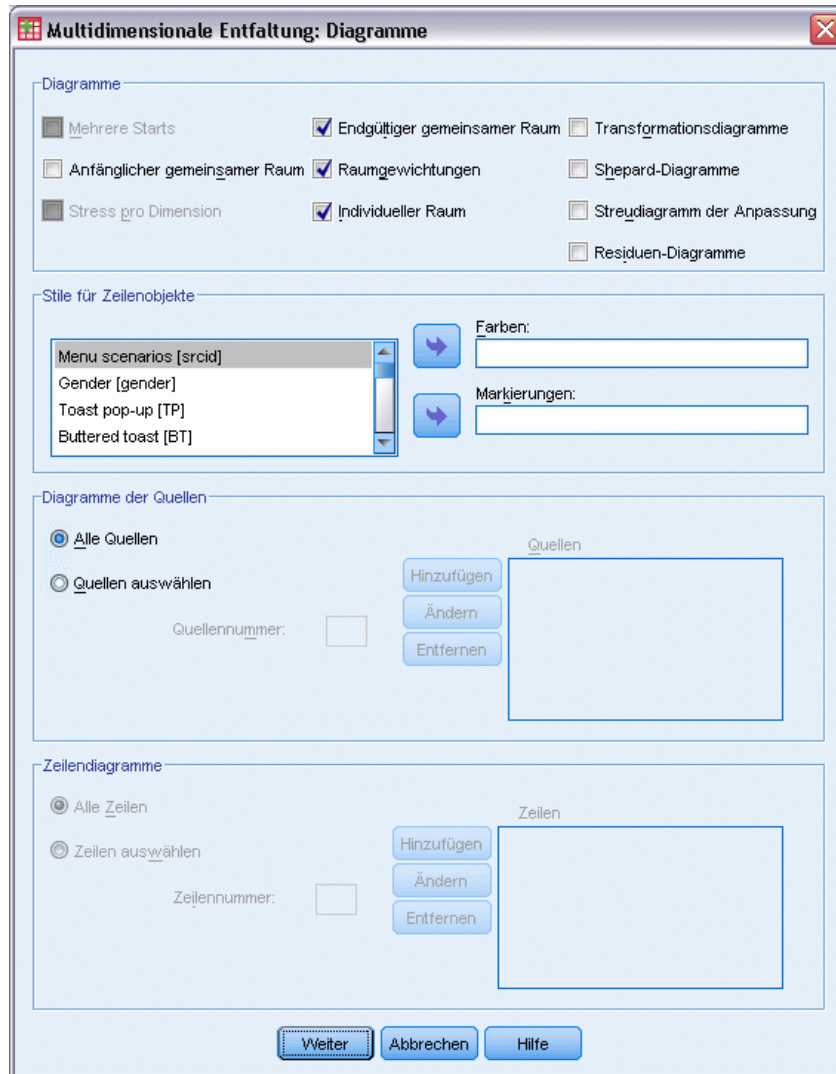 Multidimensionale Entfaltung: Diagramme
Diagramme
Mehrere Starts
Endgültiger gemeinsamer Raum
Transformationsdiagramme
Anfänglicher gemeinsamer Raum
Raumgewichtungen
Shepard-Diagramme
Stress pro Dimension
Individueller Raum
Streudiagramm der Anpassung
Residuen-Diagramme
Stile für Zeilenobjekte
Menu scenarios [srcid]
Gender [gender]
Toast pop-up [TP]
Buttered toast [BT]
Farben:
Markierungen:
Diagramme der Quellen
Alle Quellen
Quellen auswählen
Quellennummer:
Hinzufügen
Ändern
Entfernen
Quellen
Zeilendiagramme
Alle Zeilen
Zeilen auswählen
Zeilennummer:
Hinzufügen
Ändern
Entfernen
Zeilen
Weiter
Abbrechen
Hilfe